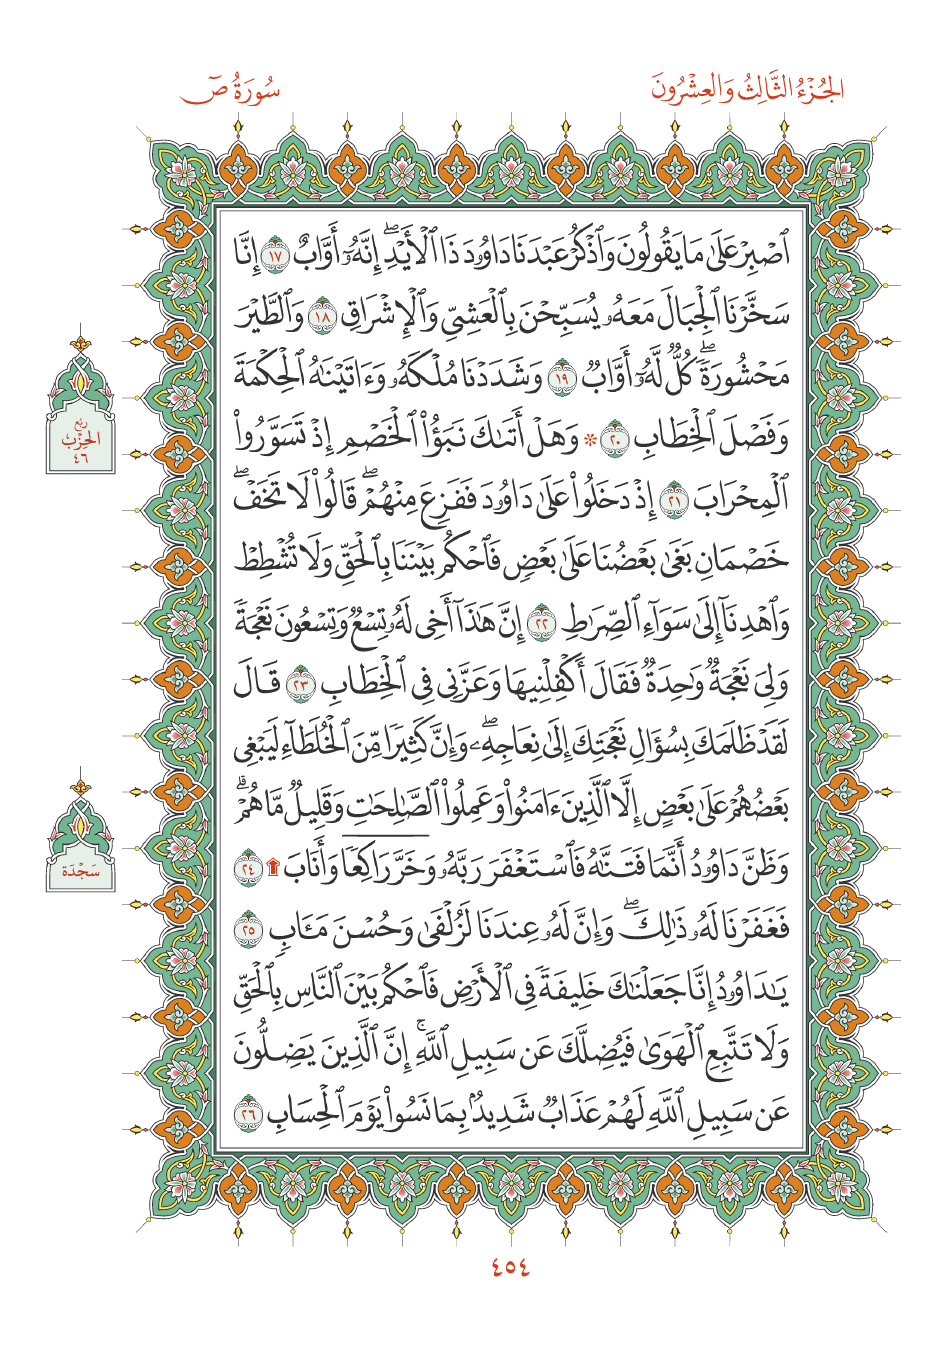 الجُزْءُ الثَّالِثُ وَالعِشْرُونَ
سُورَةُ صٓ
ٱصْبِرْ عَلَىٰ مَا يَقُولُونَ وَٱذْكُرْ عَبْدَنَا دَاوُۥدَ ذَا ٱلْأَيْدِۖ إِنَّهُۥٓ أَوَّابٌ ١٧ إِنَّا
سَخَّرْنَا ٱلْجِبَالَ مَعَهُۥ يُسَبِّحْنَ بِٱلْعَشِيِّ وَٱلْإِشْرَاقِ ١٨ وَٱلطَّيْرَ
مَحْشُورَةٗۖ كُلّٞ لَّهُۥٓ أَوَّابٞ ١٩ وَشَدَدْنَا مُلْكَهُۥ وَءَاتَيْنَٰهُ ٱلْحِكْمَةَ
وَفَصْلَ ٱلْخِطَابِ ٢٠ ۞ وَهَلْ أَتَىٰكَ نَبَؤُاْ ٱلْخَصْمِ إِذْ تَسَوَّرُواْ
ٱلْمِحْرَابَ ٢١ إِذْ دَخَلُواْ عَلَىٰ دَاوُۥدَ فَفَزِعَ مِنْهُمْۖ قَالُواْ لَا تَخَفْۖ
خَصْمَانِ بَغَىٰ بَعْضُنَا عَلَىٰ بَعْضٖ فَٱحْكُم بَيْنَنَا بِٱلْحَقِّ وَلَا تُشْطِطْ
وَٱهْدِنَآ إِلَىٰ سَوَآءِ ٱلصِّرَٰطِ ٢٢ إِنَّ هَٰذَآ أَخِي لَهُۥ تِسْعٞ وَتِسْعُونَ نَعْجَةٗ
وَلِيَ نَعْجَةٞ وَٰحِدَةٞ فَقَالَ أَكْفِلْنِيهَا وَعَزَّنِي فِي ٱلْخِطَابِ ٢٣ قَالَ
لَقَدْ ظَلَمَكَ بِسُؤَالِ نَعْجَتِكَ إِلَىٰ نِعَاجِهِۦۖ وَإِنَّ كَثِيرٗا مِّنَ ٱلْخُلَطَآءِ لَيَبْغِي
بَعْضُهُمْ عَلَىٰ بَعْضٍ إِلَّا ٱلَّذِينَ ءَامَنُواْ وَعَمِلُواْ ٱلصَّٰلِحَٰتِ وَقَلِيلٞ مَّا هُمْۗ
وَظَنَّ دَاوُۥدُ أَنَّمَا فَتَنَّٰهُ فَٱسْتَغْفَرَ رَبَّهُۥ وَخَرَّۤ رَاكِعٗاۤ وَأَنَابَ ۩ ٢٤
فَغَفَرْنَا لَهُۥ ذَٰلِكَۖ وَإِنَّ لَهُۥ عِندَنَا لَزُلْفَىٰ وَحُسْنَ مَـَٔابٖ ٢٥
يَٰدَاوُۥدُ إِنَّا جَعَلْنَٰكَ خَلِيفَةٗ فِي ٱلْأَرْضِ فَٱحْكُم بَيْنَ ٱلنَّاسِ بِٱلْحَقِّ
وَلَا تَتَّبِعِ ٱلْهَوَىٰ فَيُضِلَّكَ عَن سَبِيلِ ٱللَّهِۚ إِنَّ ٱلَّذِينَ يَضِلُّونَ
عَن سَبِيلِ ٱللَّهِ لَهُمْ عَذَابٞ شَدِيدُۢ بِمَا نَسُواْ يَوْمَ ٱلْحِسَابِ ٢٦
رُبْعُ
الحِزْبُ
٤٦
سَجْدَة
٤٥٤